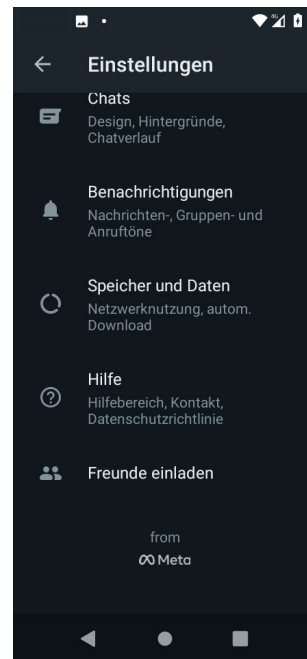 4G
Einstellungen
Chats
Design, Hintergründe,
Chatverlauf
Benachrichtigungen
Nachrichten-, Gruppen- und
Anruftöne
Speicher und Daten
Netzwerknutzung, autom.
Download
Hilfe
Hilfebereich, Kontakt,
Datenschutzrichtlinie
Freunde einladen
from
Meta